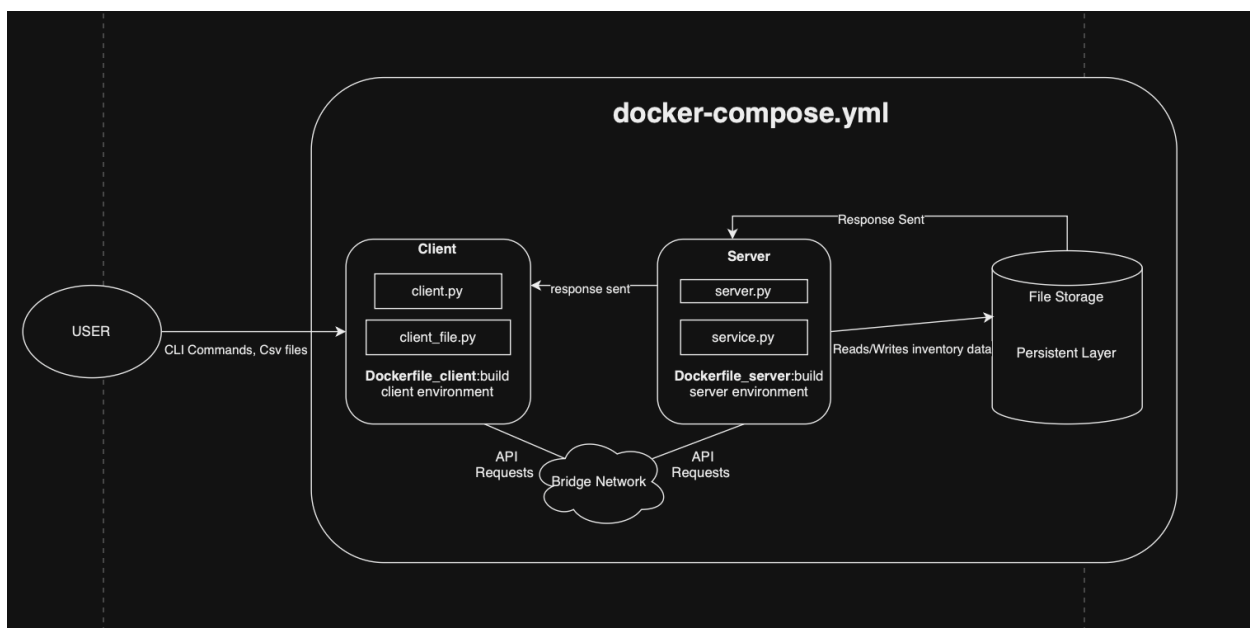 docker-compose.yml
Response Sent
Client
Server
client.py
response sent
server.py
File Storage
USER
client_file.py
service.py
CLI Commands, Csv files
Reads/Writes inventory data
Persistent Layer
Dockerfile_client:build
client environment
Dockerfile_server:build
server environment
API
Requests
Bridge Network
API
Requests